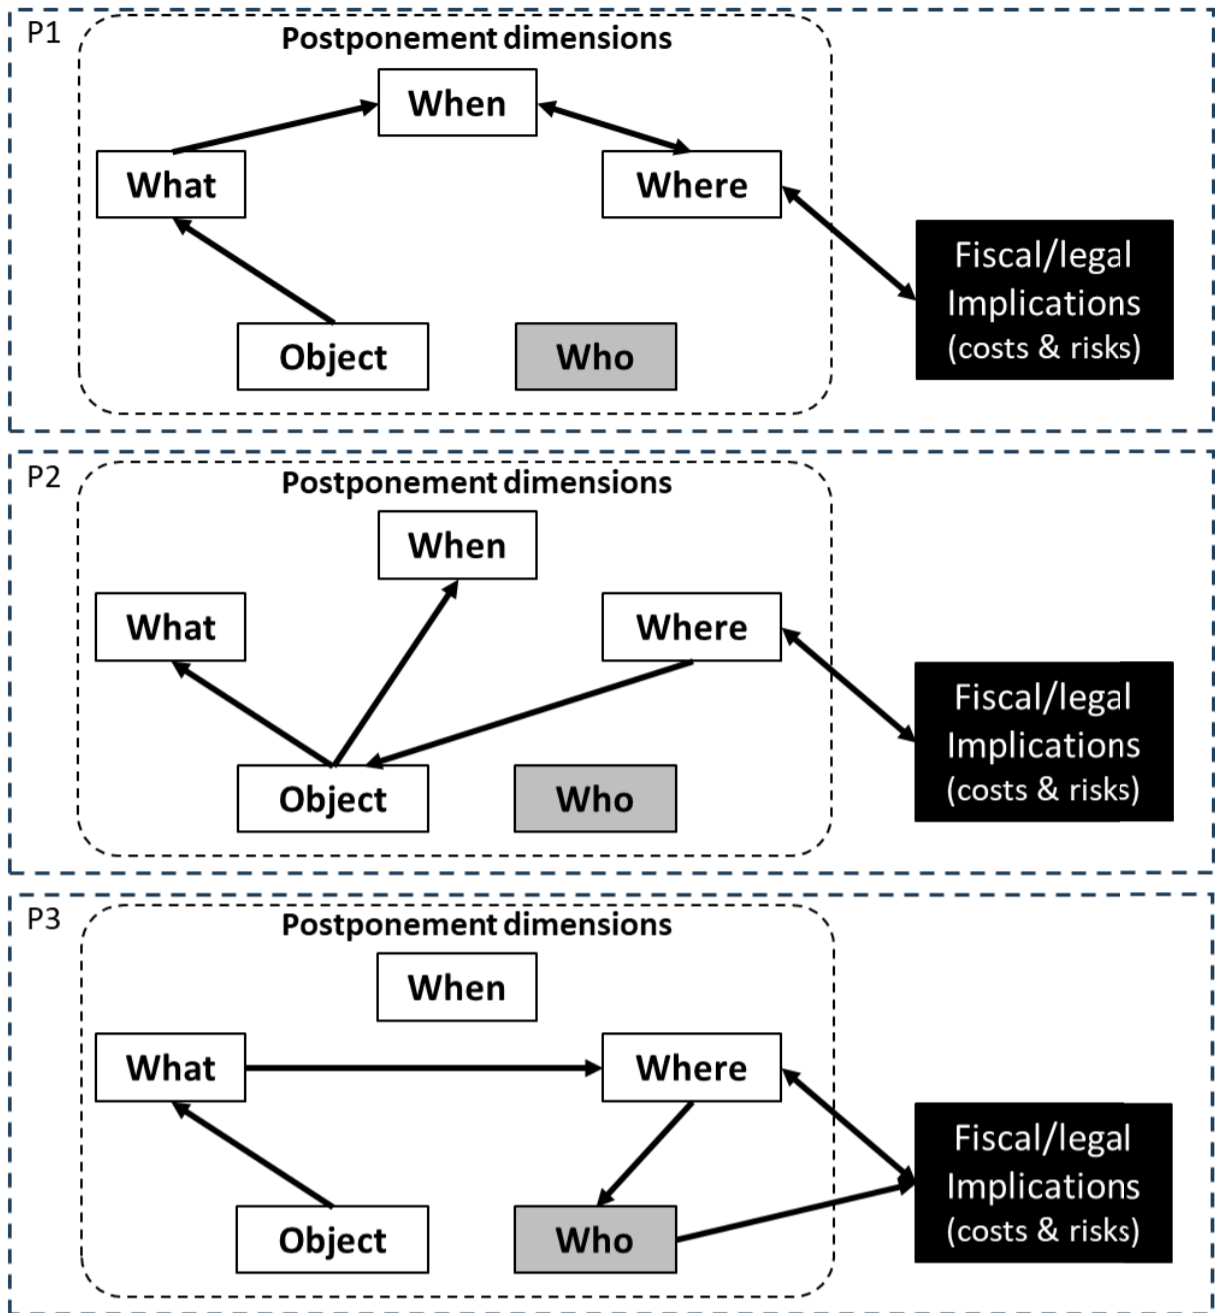 P1
Postponement dimensions
When
What
Where
Fiscal/legal
Implications
(costs & risks)
Object
Who
P2
Postponement dimensions
When
What
Where
Fiscal/legal
Implications
(costs & risks)
Object
Who
P3
Postponement dimensions
When
What
Where
Fiscal/legal
Implications
(costs & risks)
Object
Who